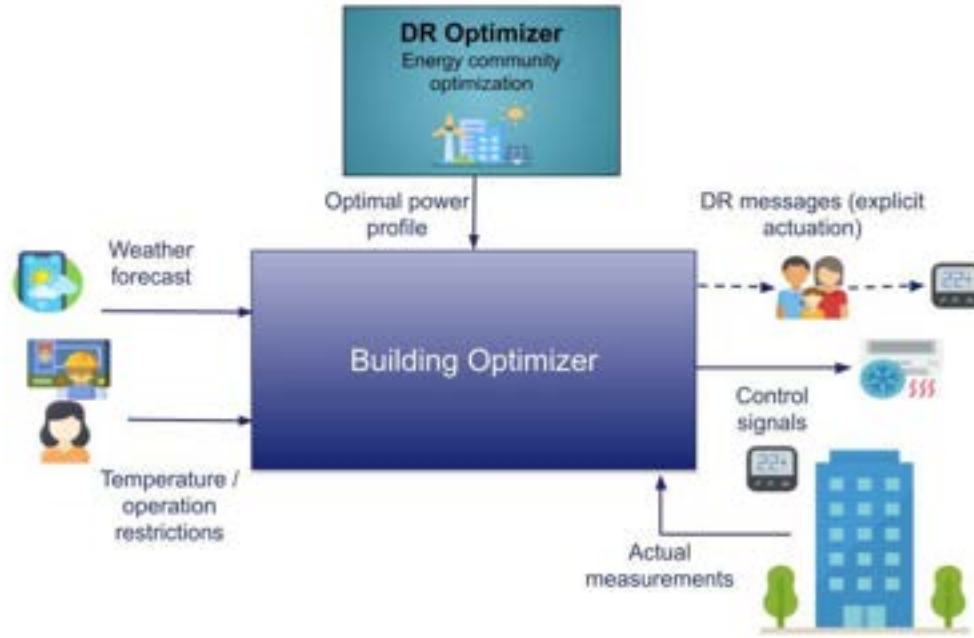 DR Optimizer
Energy community
optimization
Optimal power
profile
DR messages (explicit
actuation)
Weather
forecast
Building Optimizer
Control
signals
Temperature /
operation
restrictions
Actual
measurements